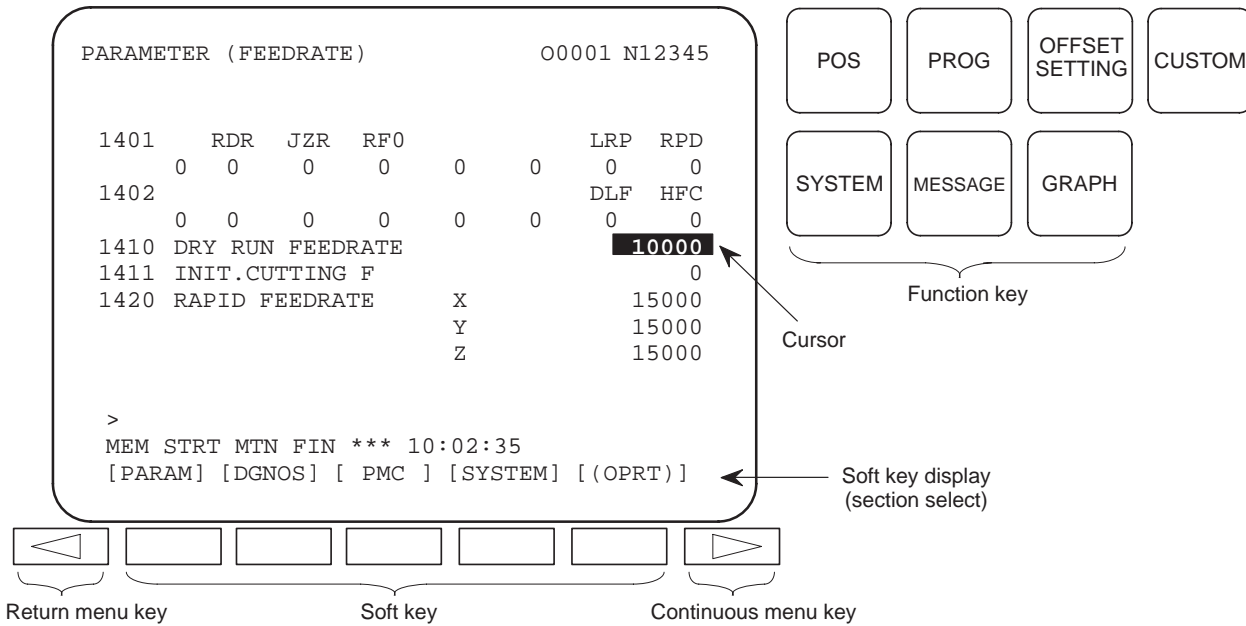 PARAMETER (FEEDRATE) O0001 N12345
1401 RDR JZR RF0 LRP RPD
0 0 0 0 0 0 0 0
1402 DLF HFC
0 0 0 0 0 0 0 0
1410 DRY RUN FEEDRATE 10000
1411 INIT.CUTTING F 0
1420 RAPID FEEDRATE X 15000
Y 15000
Z 15000
>
MEM STRT MTN FIN *** 10:02:35
[PARAM] [DGNOS] [ PMC ] [SYSTEM] [(OPRT)]
POS
PROG
OFFSET
SETTING
CUSTOM
SYSTEM
MESSAGE
GRAPH
Function key
Cursor
Soft key display
(section select)
Return menu key
Soft key
Continuous menu key